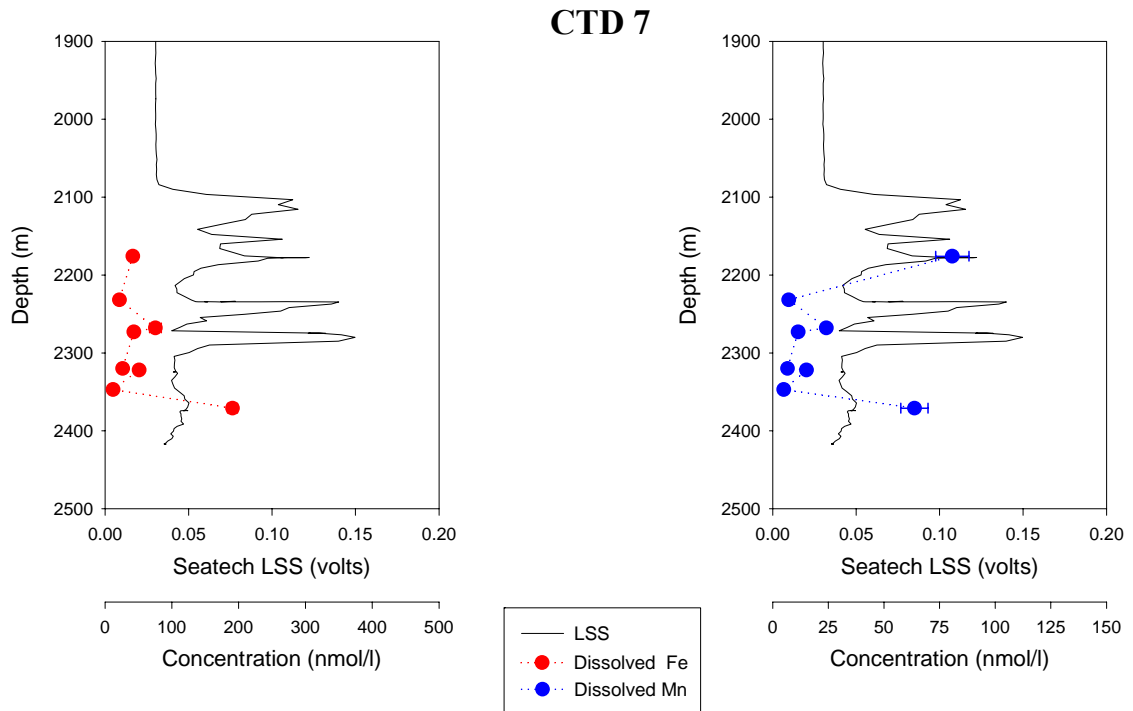 CTD 7
1900
2000
2100
2200
2300
2400
2500
Depth (m)
0.00 0.05 0.10 0.15 0.20
Seatech LSS (volts)
0 100 200 300 400 500
Concentration (nmol/l)
1900
2000
2100
2200
2300
2400
2500
Depth (m)
0.00 0.05 0.10 0.15 0.20
Seatech LSS (volts)
0 25 50 75 100 125 150
Concentration (nmol/l)
LSS
Dissolved Fe
Dissolved Mn